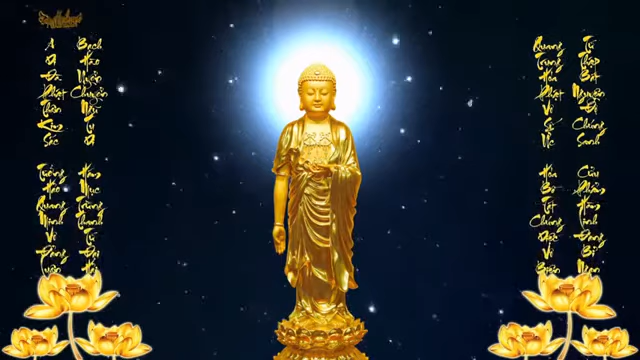 A Di Đà Phật Thân Kim Sắc
Tướng Hảo Quang Minh Vô Đẳng Luân
Bạch Hào Uyển Chuyển Ngũ Tu Di
Hám Mục Trừng Thanh Tứ Đại Hải
Quang Trung Hóa Phật Vô Số Ức
Hóa Bồ Tát Chúng Diệc Vô Biên
Tứ Thập Bát Nguyện Độ Chúng Sanh
Cửu Phẩm Hàm Linh Đăng Bỉ Ngạn